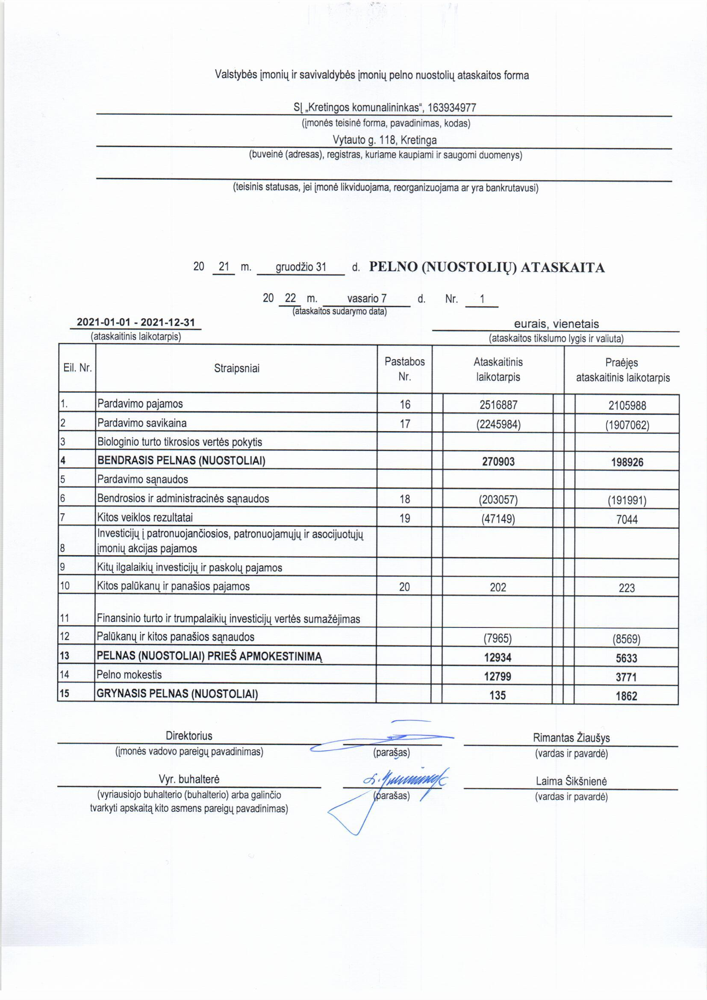 Valstybės įmonių ir savivaldybės įmonių pelno nuostolių ataskaitos forma
SĮ „Kretingos komunalininkas“, 163934977
(įmonės teisinė forma, pavadinimas, kodas)
Vytauto g. 118, Kretinga
(buveinė (adresas), registras, kuriame kaupiami ir saugomi duomenys)
(teisinis statusas, jei įmonė likviduojama, reorganizuojama ar yra bankrutavusi)
20 21 m. gruodžio 31 d. PELNO (NUOSTOLIŲ) ATASKAITA
20 22 m. vasario 7 d. Nr. 1
(ataskaitos sudarymo data)
2021-01-01 - 2021-12-31 eurais, vienetais
(ataskaitinis laikotarpis) (ataskaitos tikslumo lygis ir valiuta)
Eil. Nr. Straipsniai Pastabos Nr. Ataskaitinis laikotarpis Praėjęs ataskaitinis laikotarpis
1. Pardavimo pajamos 16 2516887 2105988
2 Pardavimo savikaina 17 (2245984) (1907062)
3 Biologinio turto tikrosios vertės pokytis
4 BENDRASIS PELNAS (NUOSTOLIAI) 270903 198926
5 Pardavimo sąnaudos
6 Bendrosios ir administracinės sąnaudos 18 (203057) (191991)
7 Kitos veiklos rezultatai 19 (47149) 7044
Investicijų į patronuojančiosios, patronuojamųjų ir asocijuotųjų
8 įmonių akcijas pajamos
9 Kitų ilgalaikių investicijų ir paskolų pajamos
10 Kitos palūkanų ir panašios pajamos 20 202 223
11 Finansinio turto ir trumpalaikių investicijų vertės sumažėjimas
12 Palūkanų ir kitos panašios sąnaudos (7965) (8569)
13 PELNAS (NUOSTOLIAI) PRIEŠ APMOKESTINIMĄ 12934 5633
14 Pelno mokestis 12799 3771
15 GRYNASIS PELNAS (NUOSTOLIAI) 135 1862
Direktorius Rimantas Žiaušys
(įmonės vadovo pareigų pavadinimas) (parašas) (vardas ir pavardė)
Vyr. buhalterė Laima Šikšnienė
(vyriausiojo buhalterio (buhalterio) arba galinčio (parašas) (vardas ir pavardė)
tvarkyti apskaitą kito asmens pareigų pavadinimas)